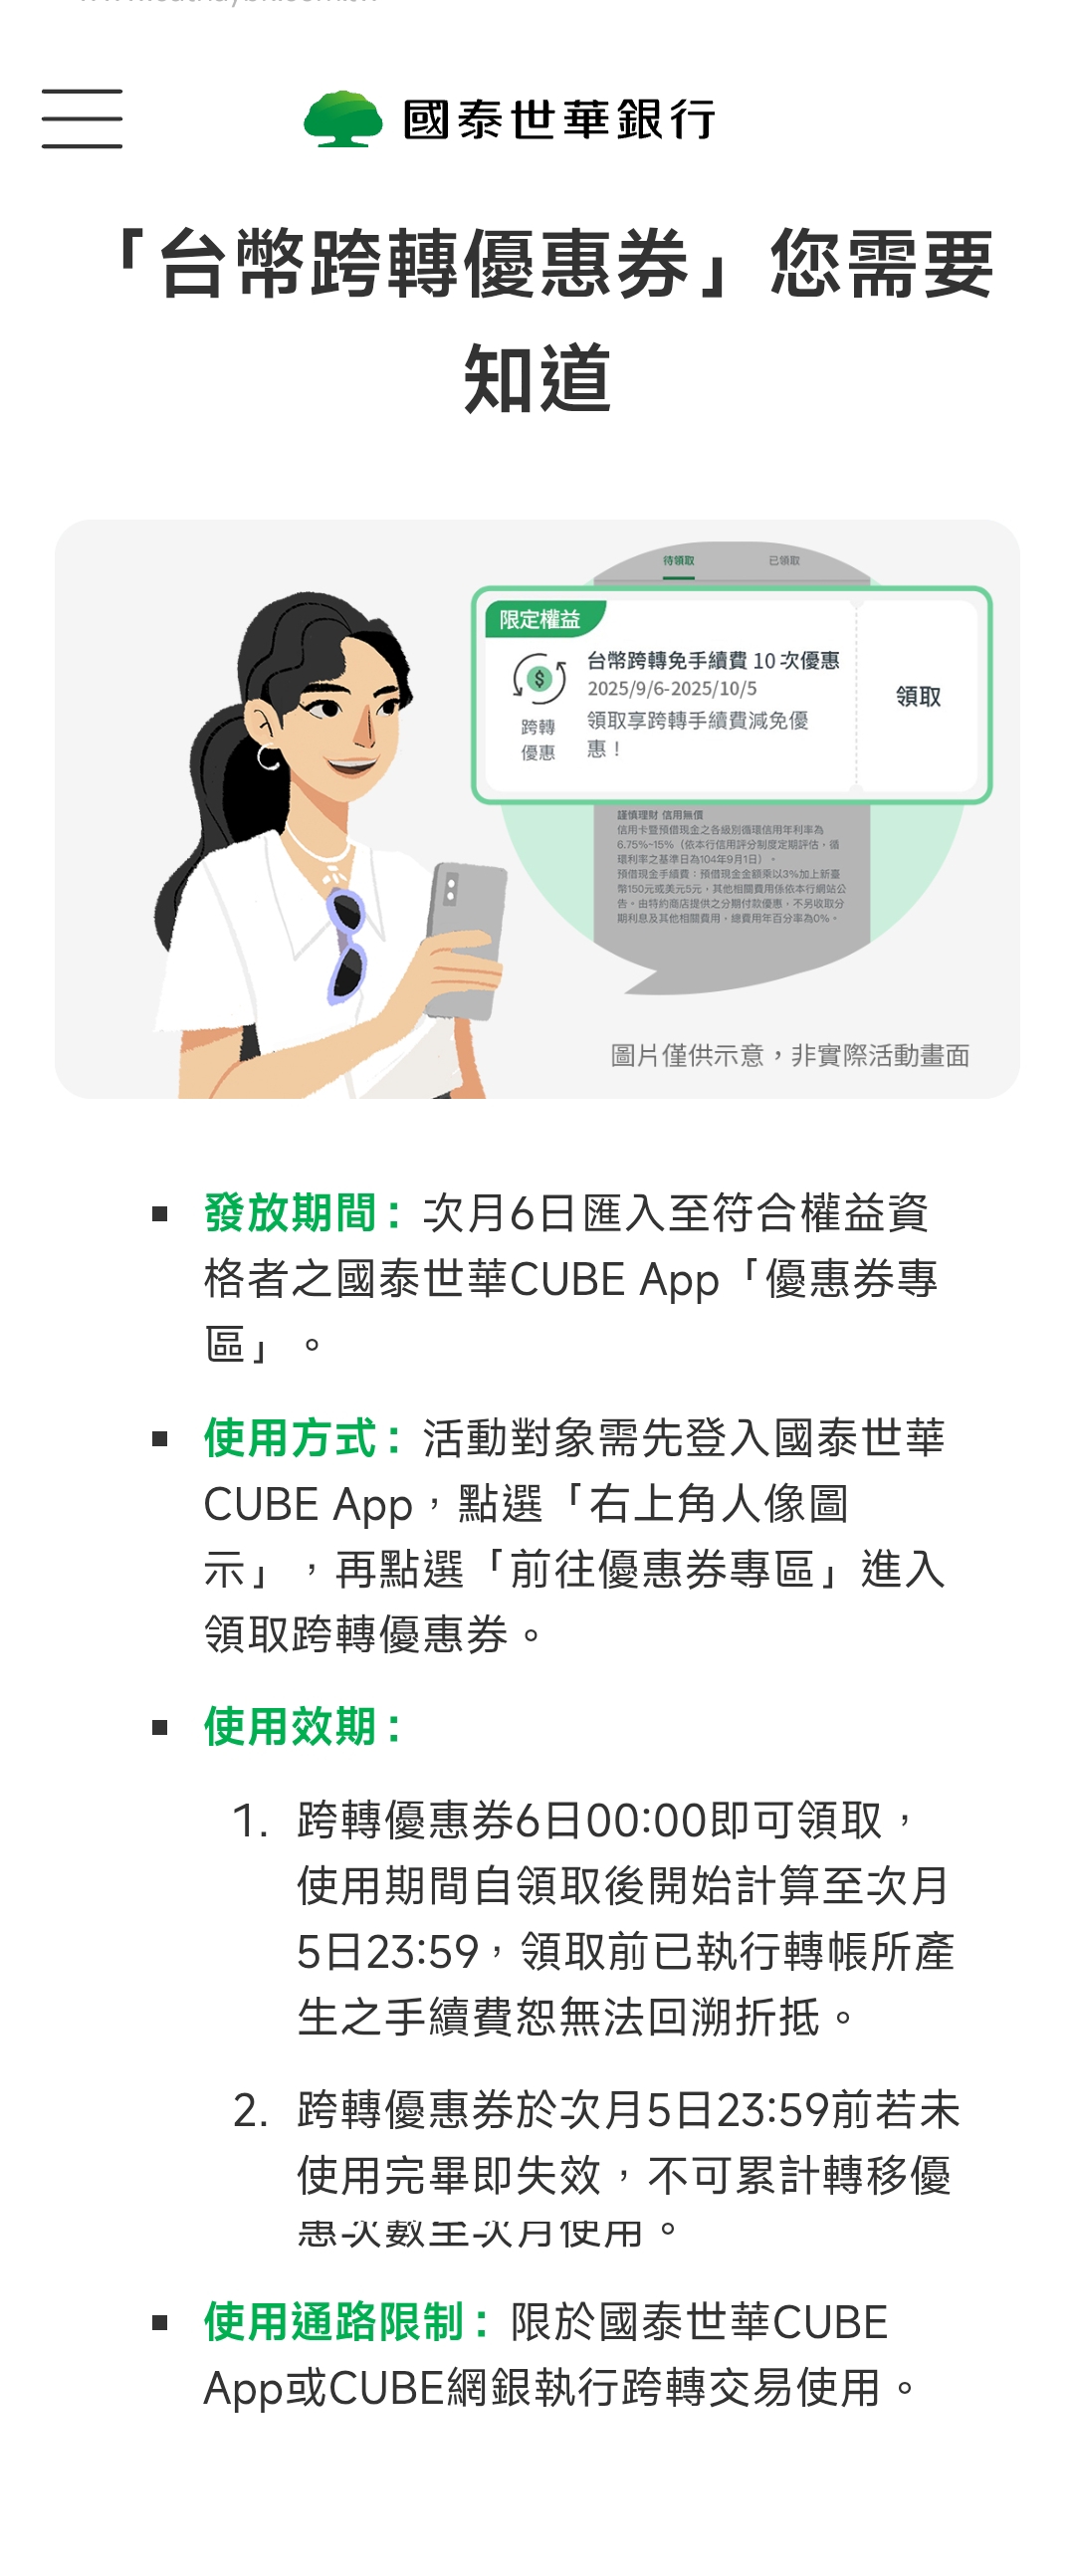 國泰世華銀行
「台幣跨轉優惠券」您需要
知道
待領取 已領取
限定權益
台幣跨轉免手續費 10 次優惠
2025/9/6-2025/10/5
領取享跨轉手續費減免優
惠！
跨轉
優惠
領取
謹慎理財 信用無價
信用卡暨預借現金之各級別循環信用年利率為
6.75%~15%（依本行信用評分制度定期評估，循
環利率之基準日為104年9月1日）。
預借現金手續費：預借現金金額乘以3%加上新臺
幣150元或美元5元，其他相關費用係依本行網站公
告。由特約商店提供之分期付款優惠，不另收取分
期利息及其他相關費用，總費用年百分率為0%。
圖片僅供示意，非實際活動畫面
▪ 發放期間：次月6日匯入至符合權益資
格者之國泰世華CUBE App「優惠券專
區」。
▪ 使用方式：活動對象需先登入國泰世華
CUBE App，點選「右上角人像圖
示」，再點選「前往優惠券專區」進入
領取跨轉優惠券。
▪ 使用效期：
1. 跨轉優惠券6日00:00即可領取，
使用期間自領取後開始計算至次月
5日23:59，領取前已執行轉帳所產
生之手續費恕無法回溯折抵。
2. 跨轉優惠券於次月5日23:59前若未
使用完畢即失效，不可累計轉移優
惠次數至次月使用。
▪ 使用通路限制：限於國泰世華CUBE
App或CUBE網銀執行跨轉交易使用。